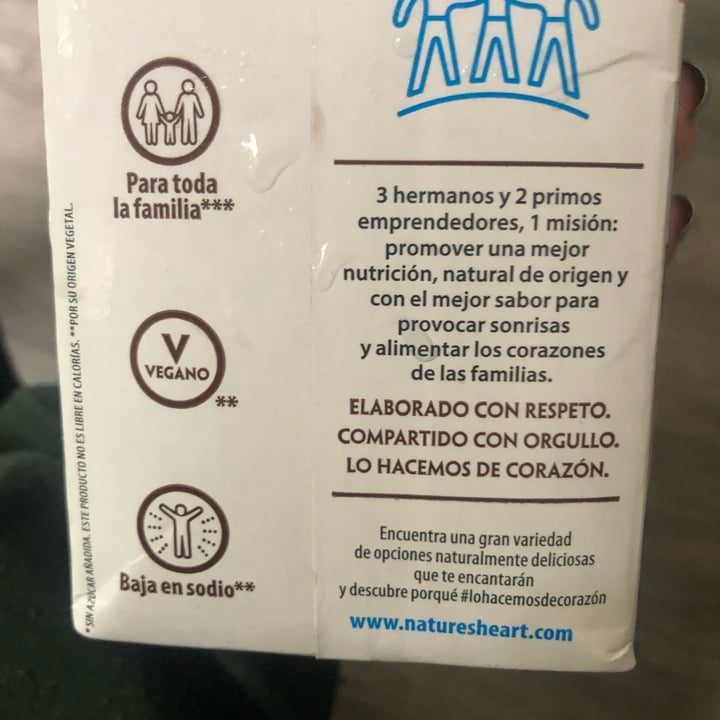 Para toda
la familia***
V
VEGANO
**
Baja en sodio**
*SIN AZÚCAR AÑADIDA. ESTE PRODUCTO NO ES LIBRE EN CALORÍAS. **POR SU ORIGEN VEGETAL.
3 hermanos y 2 primos
emprendedores, 1 misión:
promover una mejor
nutrición, natural de origen y
con el mejor sabor para
provocar sonrisas
y alimentar los corazones
de las familias.
ELABORADO CON RESPETO.
COMPARTIDO CON ORGULLO.
LO HACEMOS DE CORAZÓN.
Encuentra una gran variedad
de opciones naturalmente deliciosas
que te encantarán
y descubre porqué #lohacemosdecorazón
www.naturesheart.com